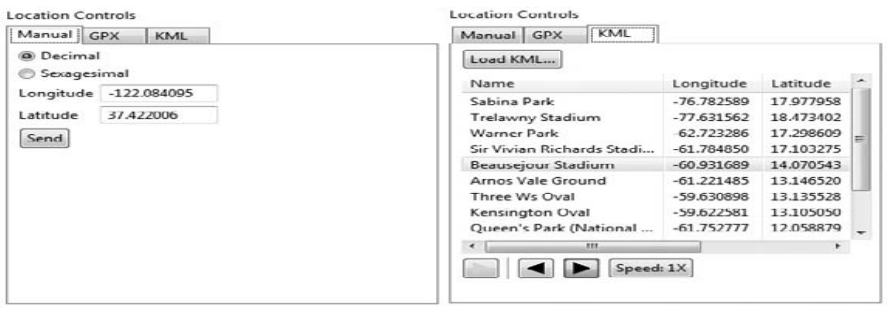 Location Controls
Manual GPX KML
Decimal
Sexagesimal
Longitude -122.084095
Latitude 37.422006
Send
Location Controls
Manual GPX KML
Load KML...
Name Longitude Latitude
Sabina Park -76.782589 17.977958
Trelawny Stadium -77.631562 18.473402
Warner Park -62.723286 17.298609
Sir Vivian Richards Stadi... -61.784850 17.103275
Beausejour Stadium -60.931689 14.070543
Arnos Vale Ground -61.221485 13.146520
Three Ws Oval -59.630898 13.135528
Kensington Oval -59.622581 13.105050
Queen's Park (National ... -61.752777 12.058879
Speed: 1X